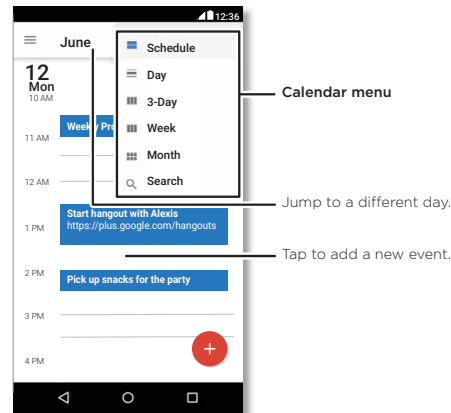 12:36
June
Schedule
Day
3-Day
Week
Month
Search
12
Mon
10 AM
Weekly Pro
11 AM
12 AM
Start hangout with Alexis
https://plus.google.com/hangouts
1 PM
2 PM
Pick up snacks for the party
3 PM
4 PM
Calendar menu
Jump to a different day.
Tap to add a new event.